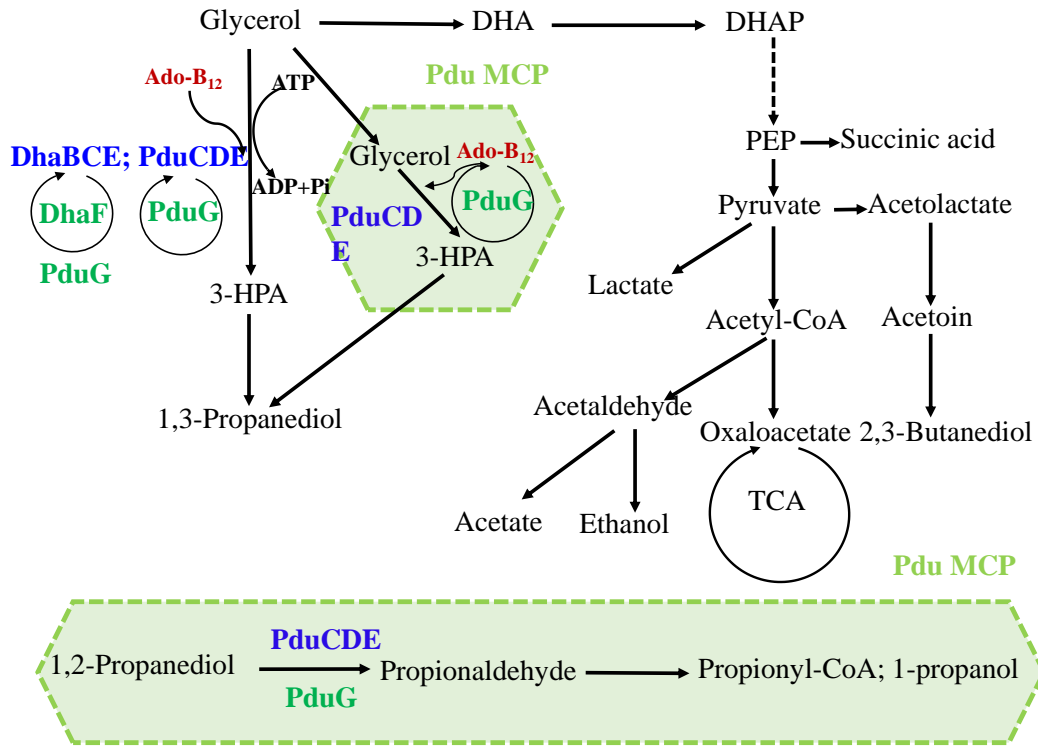 Glycerol
DHA
DHAP
Pdu MCP
Ado-B₁₂
ATP
PEP
Succinic acid
DhaBCE; PduCDE
Glycerol
Ado-B₁₂
ADP+Pi
DhaF
PduG
PduCD
E
PduG
Pyruvate
Acetolactate
PduG
3-HPA
3-HPA
Lactate
Acetyl-CoA
Acetoin
1,3-Propanediol
Acetaldehyde
Oxaloacetate
2,3-Butanediol
TCA
Acetate
Ethanol
Pdu MCP
PduCDE
1,2-Propanediol
Propionaldehyde
Propionyl-CoA; 1-propanol
PduG